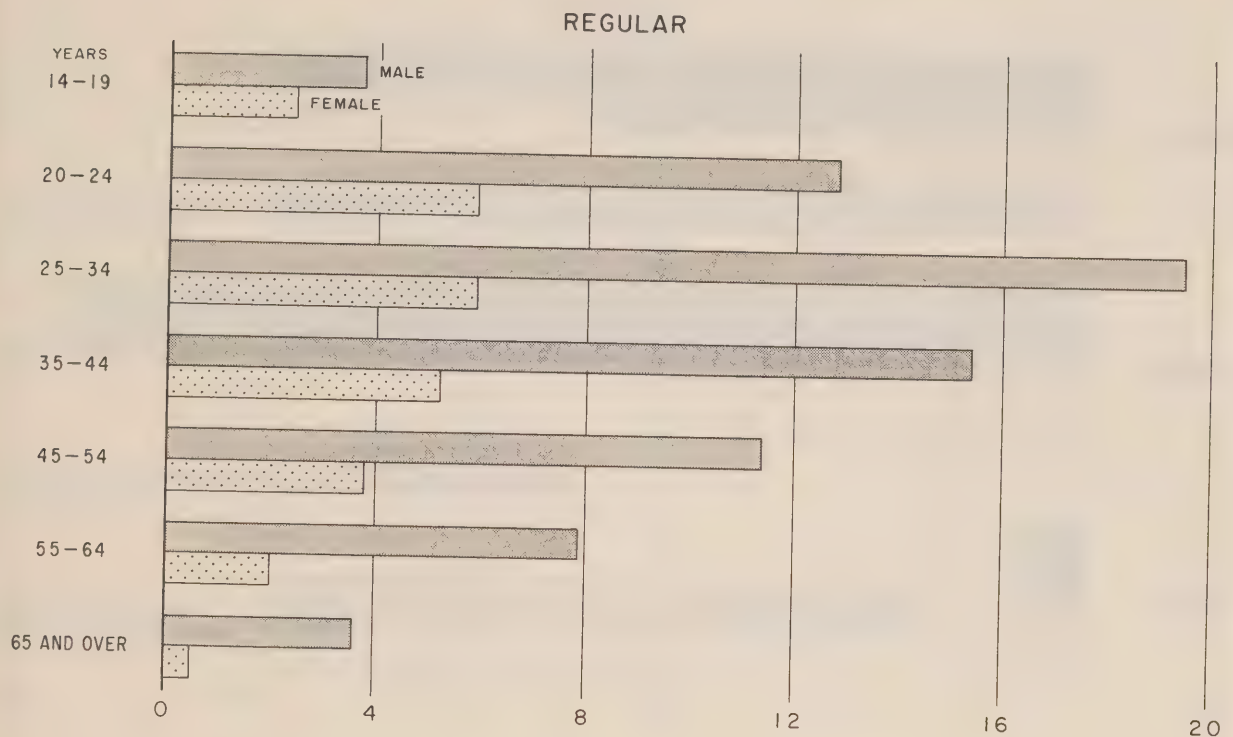 REGULAR
YEARS
14-19
MALE
FEMALE
20-24
25-34
35-44
45-54
55-64
65 AND OVER
0 4 8 12 16 20